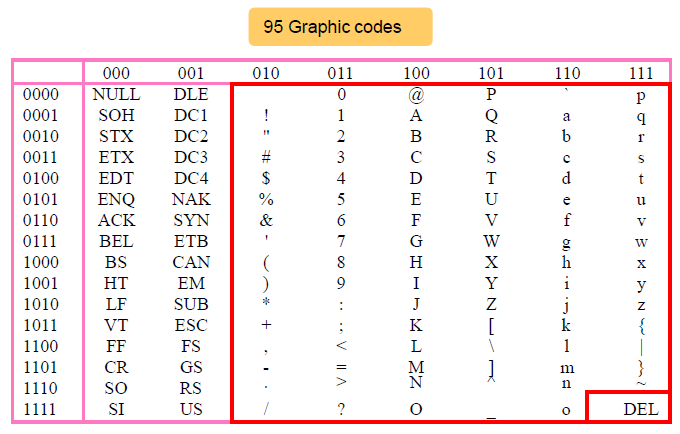 95 Graphic codes
000 001 010 011 100 101 110 111
0000 NULL DLE 0 @ P ` p
0001 SOH DC1 ! 1 A Q a q
0010 STX DC2 " 2 B R b r
0011 ETX DC3 # 3 C S c s
0100 EDT DC4 $ 4 D T d t
0101 ENQ NAK % 5 E U e u
0110 ACK SYN & 6 F V f v
0111 BEL ETB ' 7 G W g w
1000 BS CAN ( 8 H X h x
1001 HT EM ) 9 I Y i y
1010 LF SUB * : J Z j z
1011 VT ESC + ; K [ k {
1100 FF FS , < L \ l |
1101 CR GS - = M ] m }
1110 SO RS . > N ^ n ~
1111 SI US / ? O _ o DEL